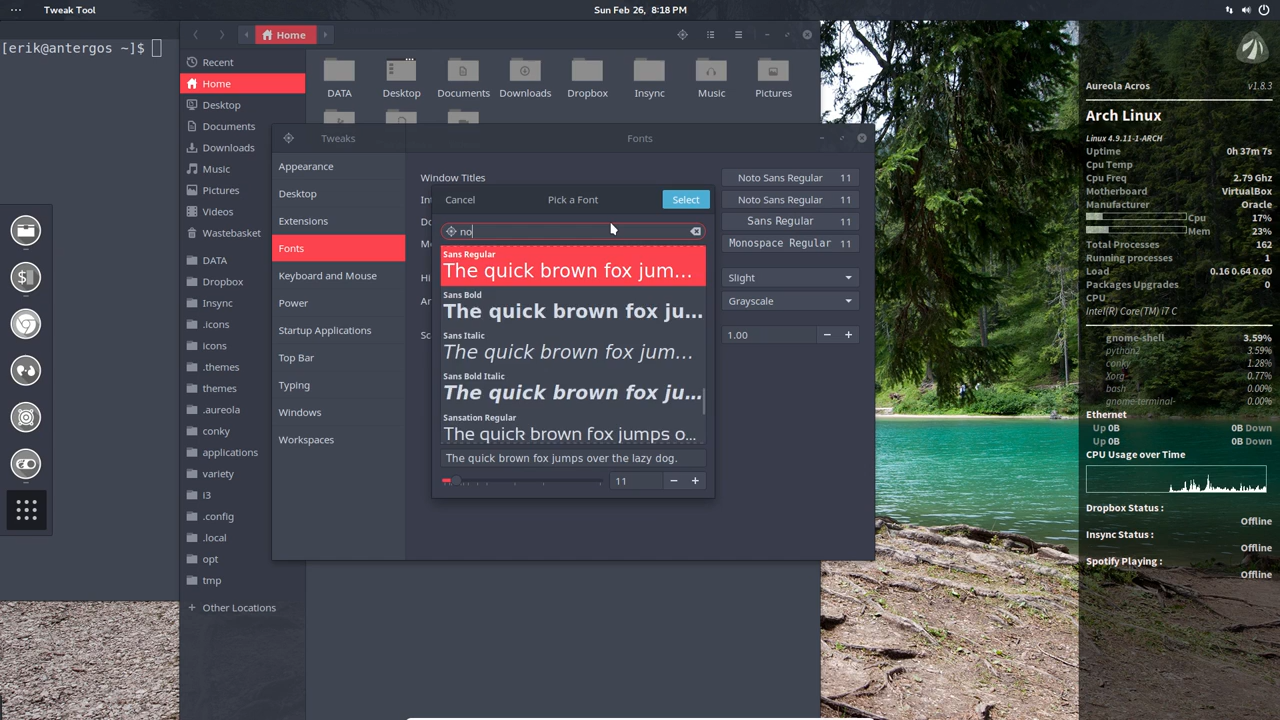 Tweak Tool
Sun Feb 26, 8:18 PM
[erik@antergos ~]$
Home
Recent
Home
Desktop
Documents
Downloads
Music
Pictures
Videos
Wastebasket
DATA
Dropbox
Insync
.icons
icons
.themes
themes
.aureola
conky
applications
variety
i3
.config
.local
opt
tmp
Other Locations
DATA
Desktop
Documents
Downloads
Dropbox
Insync
Music
Pictures
Tweaks
Fonts
Appearance
Desktop
Extensions
Fonts
Keyboard and Mouse
Power
Startup Applications
Top Bar
Typing
Windows
Workspaces
Window Titles
Noto Sans Regular 11
Noto Sans Regular 11
Sans Regular 11
Monospace Regular 11
Slight
Grayscale
1.00
Cancel
Pick a Font
Select
no
Sans Regular
The quick brown fox jum...
Sans Bold
The quick brown fox ju...
Sans Italic
The quick brown fox jum...
Sans Bold Italic
The quick brown fox ju...
Sansation Regular
The quick brown fox jumps o...
The quick brown fox jumps over the lazy dog.
11
Aureola Acros v1.8.3
Arch Linux
Linux 4.9.11-1-ARCH
Uptime 0h 37m 7s
Cpu Temp
Cpu Freq 2.79 Ghz
Motherboard VirtualBox
Manufacturer Oracle
Cpu 17%
Mem 23%
Total Processes 162
Running processes 1
Load 0.16 0.64 0.60
Packages Upgrades 0
CPU
Intel(R) Core(TM) i7 C
gnome-shell 3.59%
python2 3.59%
conky 1.28%
Xorg 0.77%
bash 0.00%
gnome-terminal- 0.00%
Ethernet
Up 0B 0B Down
Up 0B 0B Down
CPU Usage over Time
Dropbox Status :
Offline
Insync Status :
Offline
Spotify Playing :
Offline